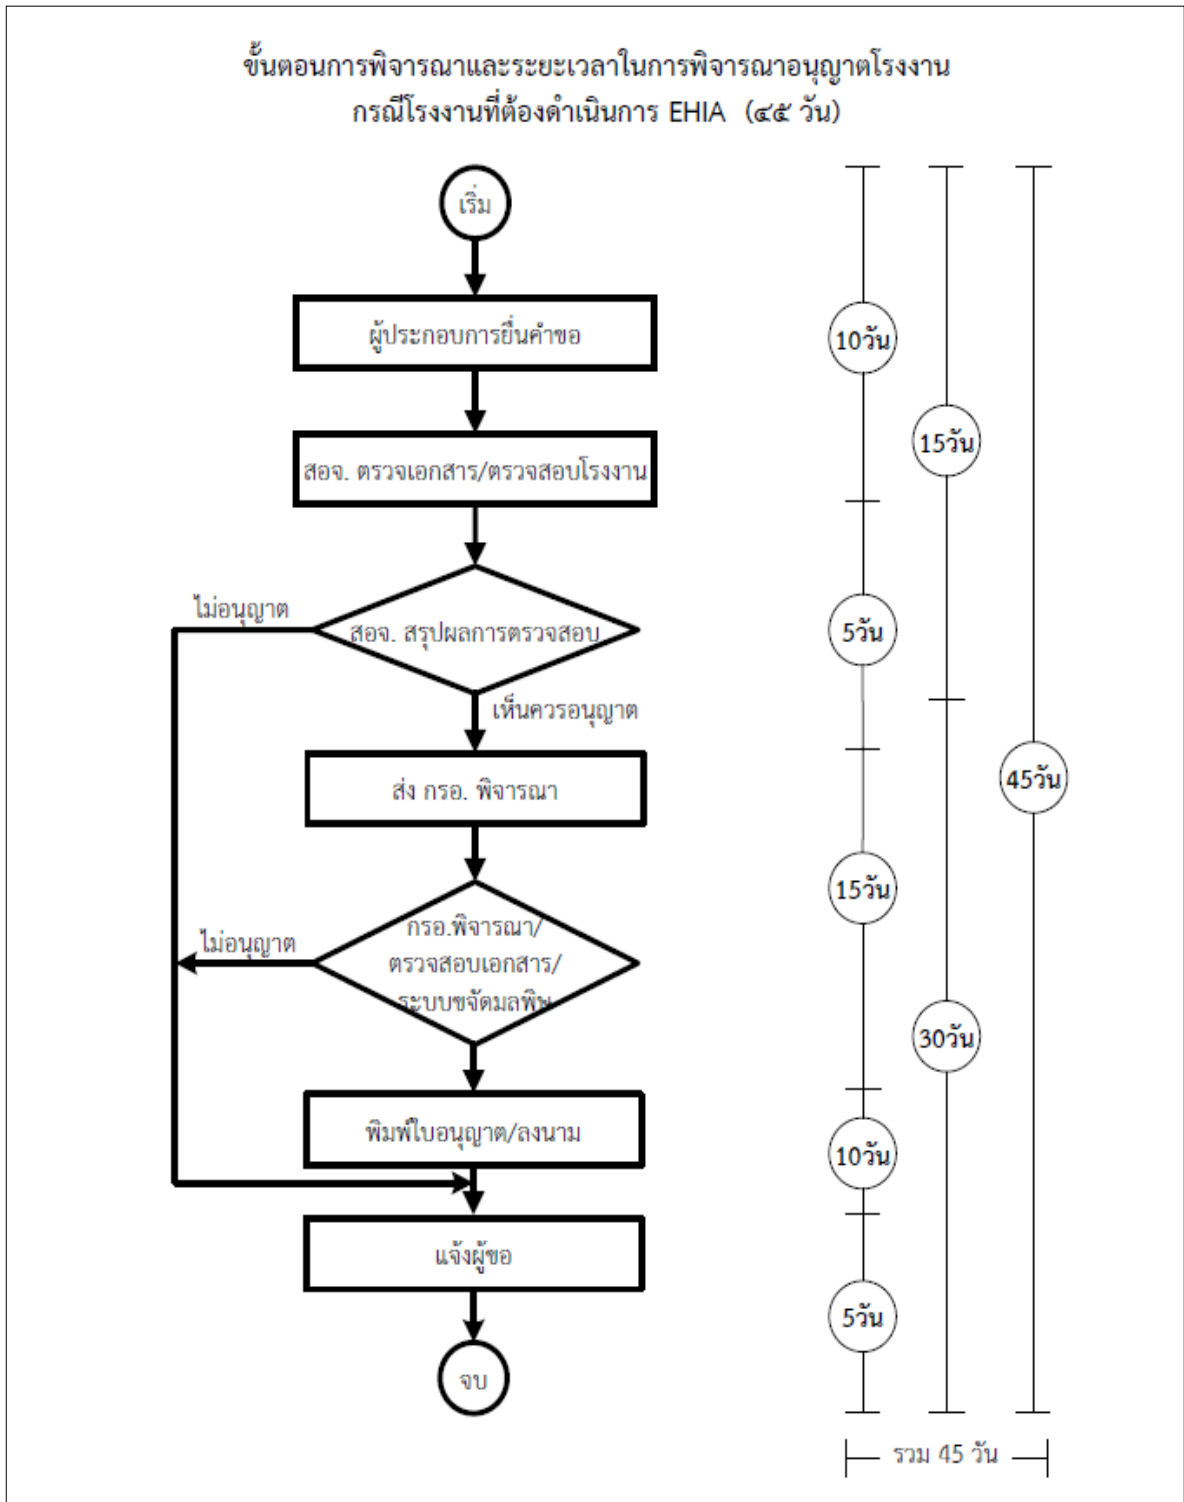 ขั้นตอนการพิจารณาและระยะเวลาในการพิจารณาอนุญาตโรงงาน
กรณีโรงงานที่ต้องดำเนินการ EHIA (๔๕ วัน)
เริ่ม
ผู้ประกอบการยื่นคำขอ
10วัน
15วัน
สอจ. ตรวจเอกสาร/ตรวจสอบโรงงาน
ไม่อนุญาต
สอจ. สรุปผลการตรวจสอบ
5วัน
เห็นควรอนุญาต
ส่ง กรอ. พิจารณา
45วัน
15วัน
ไม่อนุญาต
กรอ.พิจารณา/
ตรวจสอบเอกสาร/
ระบบขจัดมลพิษ
30วัน
พิมพ์ใบอนุญาต/ลงนาม
10วัน
แจ้งผู้ขอ
5วัน
จบ
รวม 45 วัน